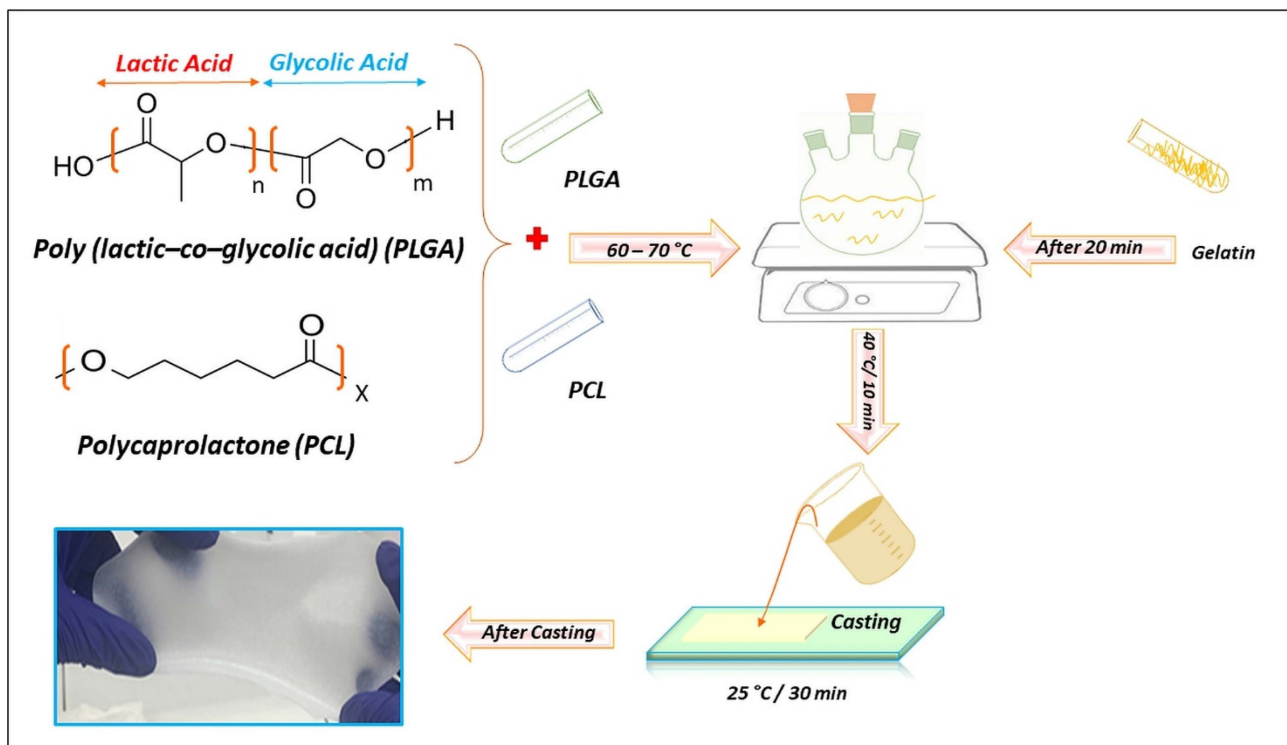 Lactic Acid
Glycolic Acid
O
HO
O
n
O
O
H
m
Poly (lactic–co–glycolic acid) (PLGA)
O
O
X
Polycaprolactone (PCL)
PLGA
+
PCL
60 – 70 °C
After 20 min
Gelatin
40 °C/ 10 min
Casting
25 °C / 30 min
After Casting